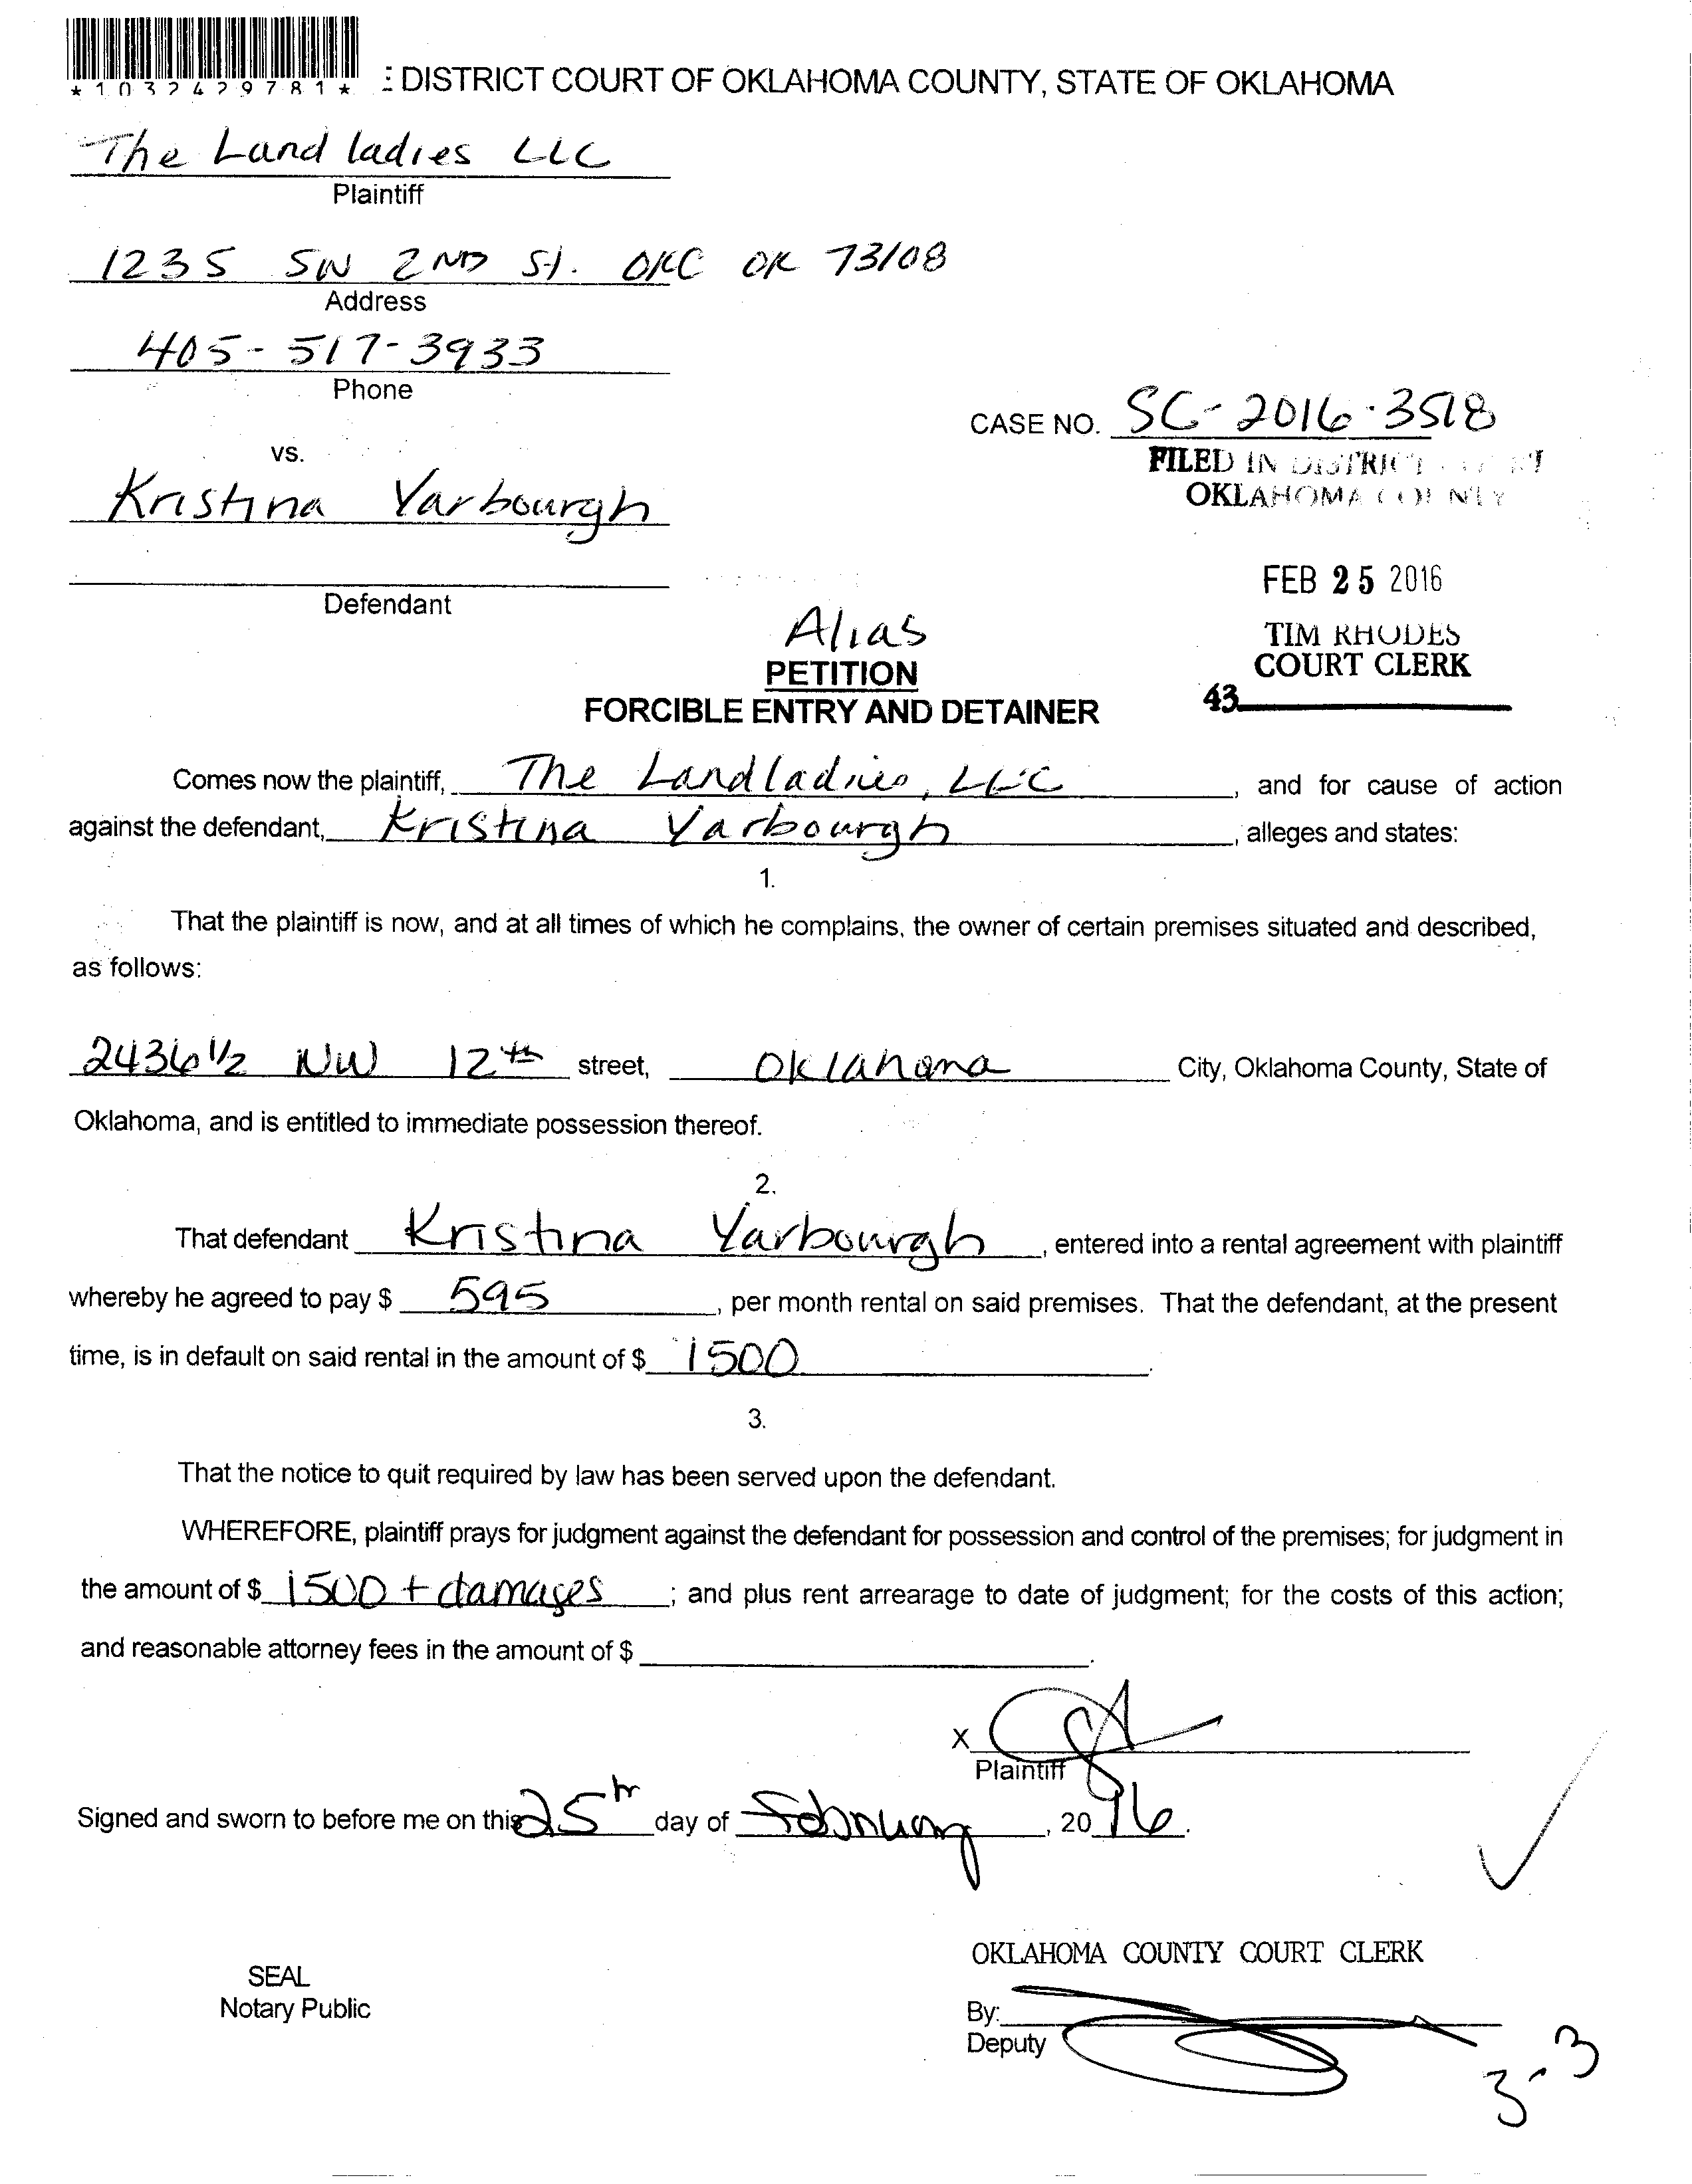 *1032429781*
: DISTRICT COURT OF OKLAHOMA COUNTY, STATE OF OKLAHOMA
The Land ladies LLC
Plaintiff
1235 SW 2ND St. OKC OK 73108
Address
405-517-3933
Phone
CASE NO. SC-2016-3518
vs.
FILED IN DISTRICT
OKLAHOMA COUNTY
Kristina Yarbourgh
FEB 25 2016
Defendant
Alias
TIM RHODES
PETITION
COURT CLERK
FORCIBLE ENTRY AND DETAINER
43
Comes now the plaintiff, The Landladies, LLC, and for cause of action
against the defendant, Kristina Yarbourgh, alleges and states:
1.
That the plaintiff is now, and at all times of which he complains, the owner of certain premises situated and described,
as follows:
2436 1/2 NW 12th street, Oklahoma City, Oklahoma County, State of
Oklahoma, and is entitled to immediate possession thereof.
2.
That defendant Kristina Yarbourgh, entered into a rental agreement with plaintiff
whereby he agreed to pay $ 595, per month rental on said premises. That the defendant, at the present
time, is in default on said rental in the amount of $ 1500.
3.
That the notice to quit required by law has been served upon the defendant.
WHEREFORE, plaintiff prays for judgment against the defendant for possession and control of the premises; for judgment in
the amount of $ 1500 + damages; and plus rent arrearage to date of judgment; for the costs of this action;
and reasonable attorney fees in the amount of $ .
X
Plaintiff
Signed and sworn to before me on this 25th day of February, 2016.
OKLAHOMA COUNTY COURT CLERK
SEAL
Notary Public
By:
Deputy
3-3